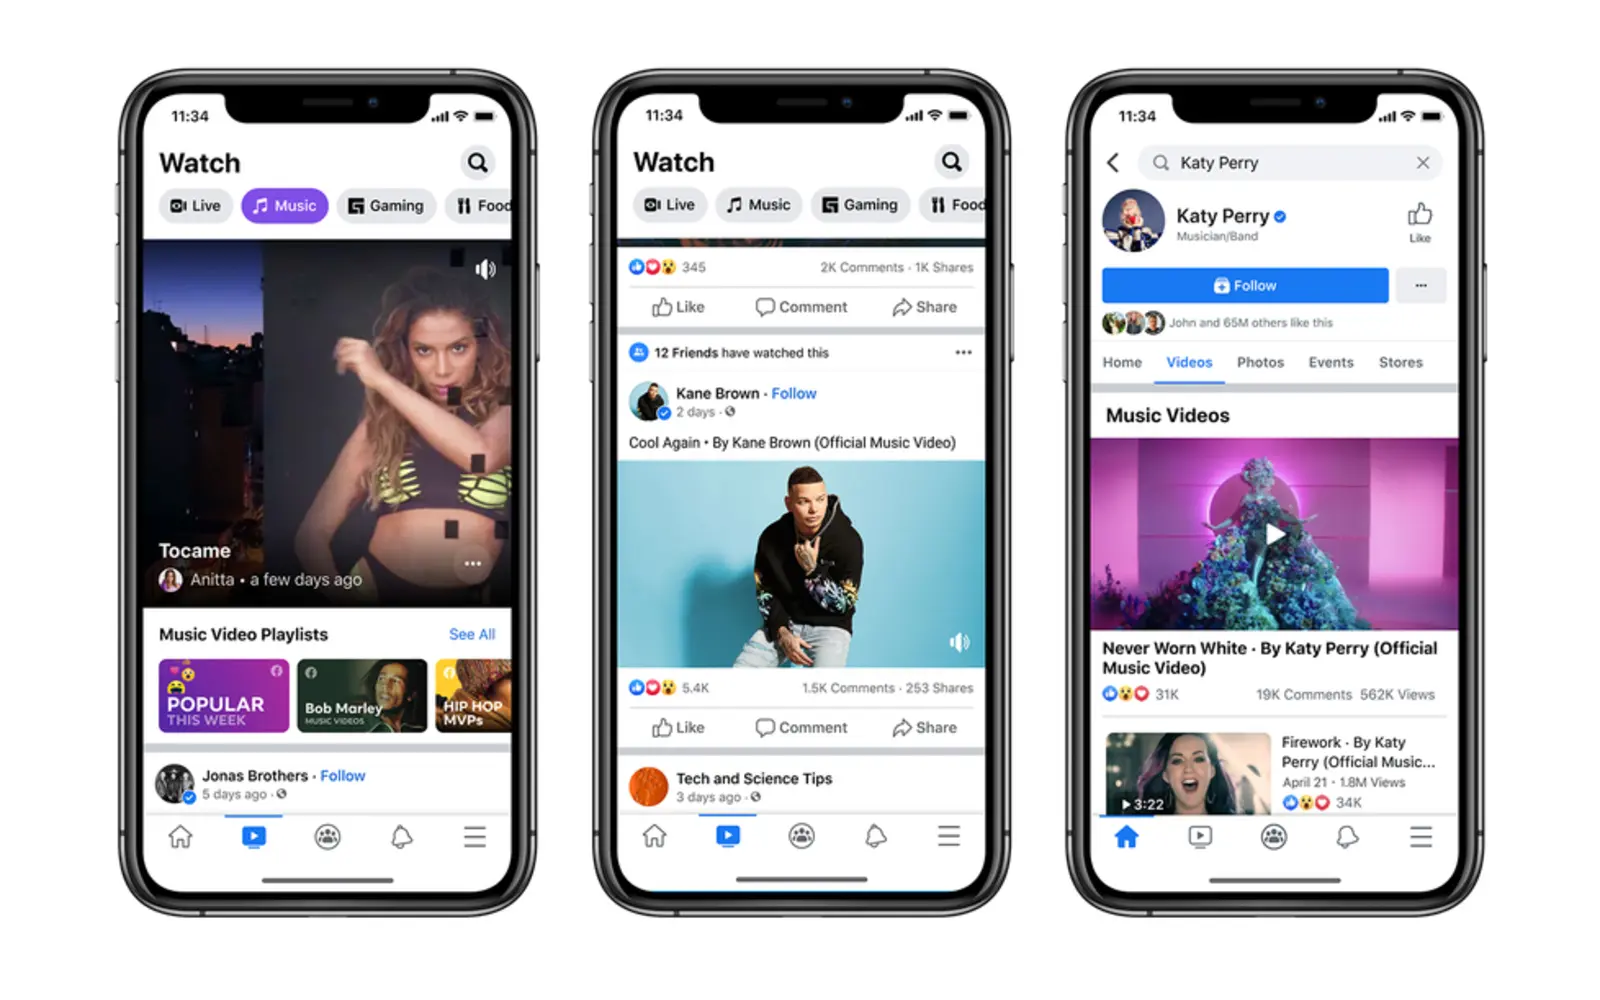 11:34
Watch
Live
Music
Gaming
Food
Tocame
Anitta • a few days ago
Music Video Playlists
See All
POPULAR
THIS WEEK
Bob Marley
MUSIC VIDEOS
HIP HOP
MVPs
Jonas Brothers · Follow
5 days ago ·
11:34
Watch
Live
Music
Gaming
Food
345
2K Comments · 1K Shares
Like
Comment
Share
12 Friends have watched this
Kane Brown · Follow
2 days ·
Cool Again • By Kane Brown (Official Music Video)
5.4K
1.5K Comments · 253 Shares
Like
Comment
Share
Tech and Science Tips
3 days ago ·
11:34
Katy Perry
Katy Perry
Musician/Band
Like
Follow
John and 65M others like this
Home
Videos
Photos
Events
Stores
Music Videos
Never Worn White · By Katy Perry (Official
Music Video)
31K
19K Comments 562K Views
3:22
Firework · By Katy
Perry (Official Music...
April 21 · 1.8M Views
34K